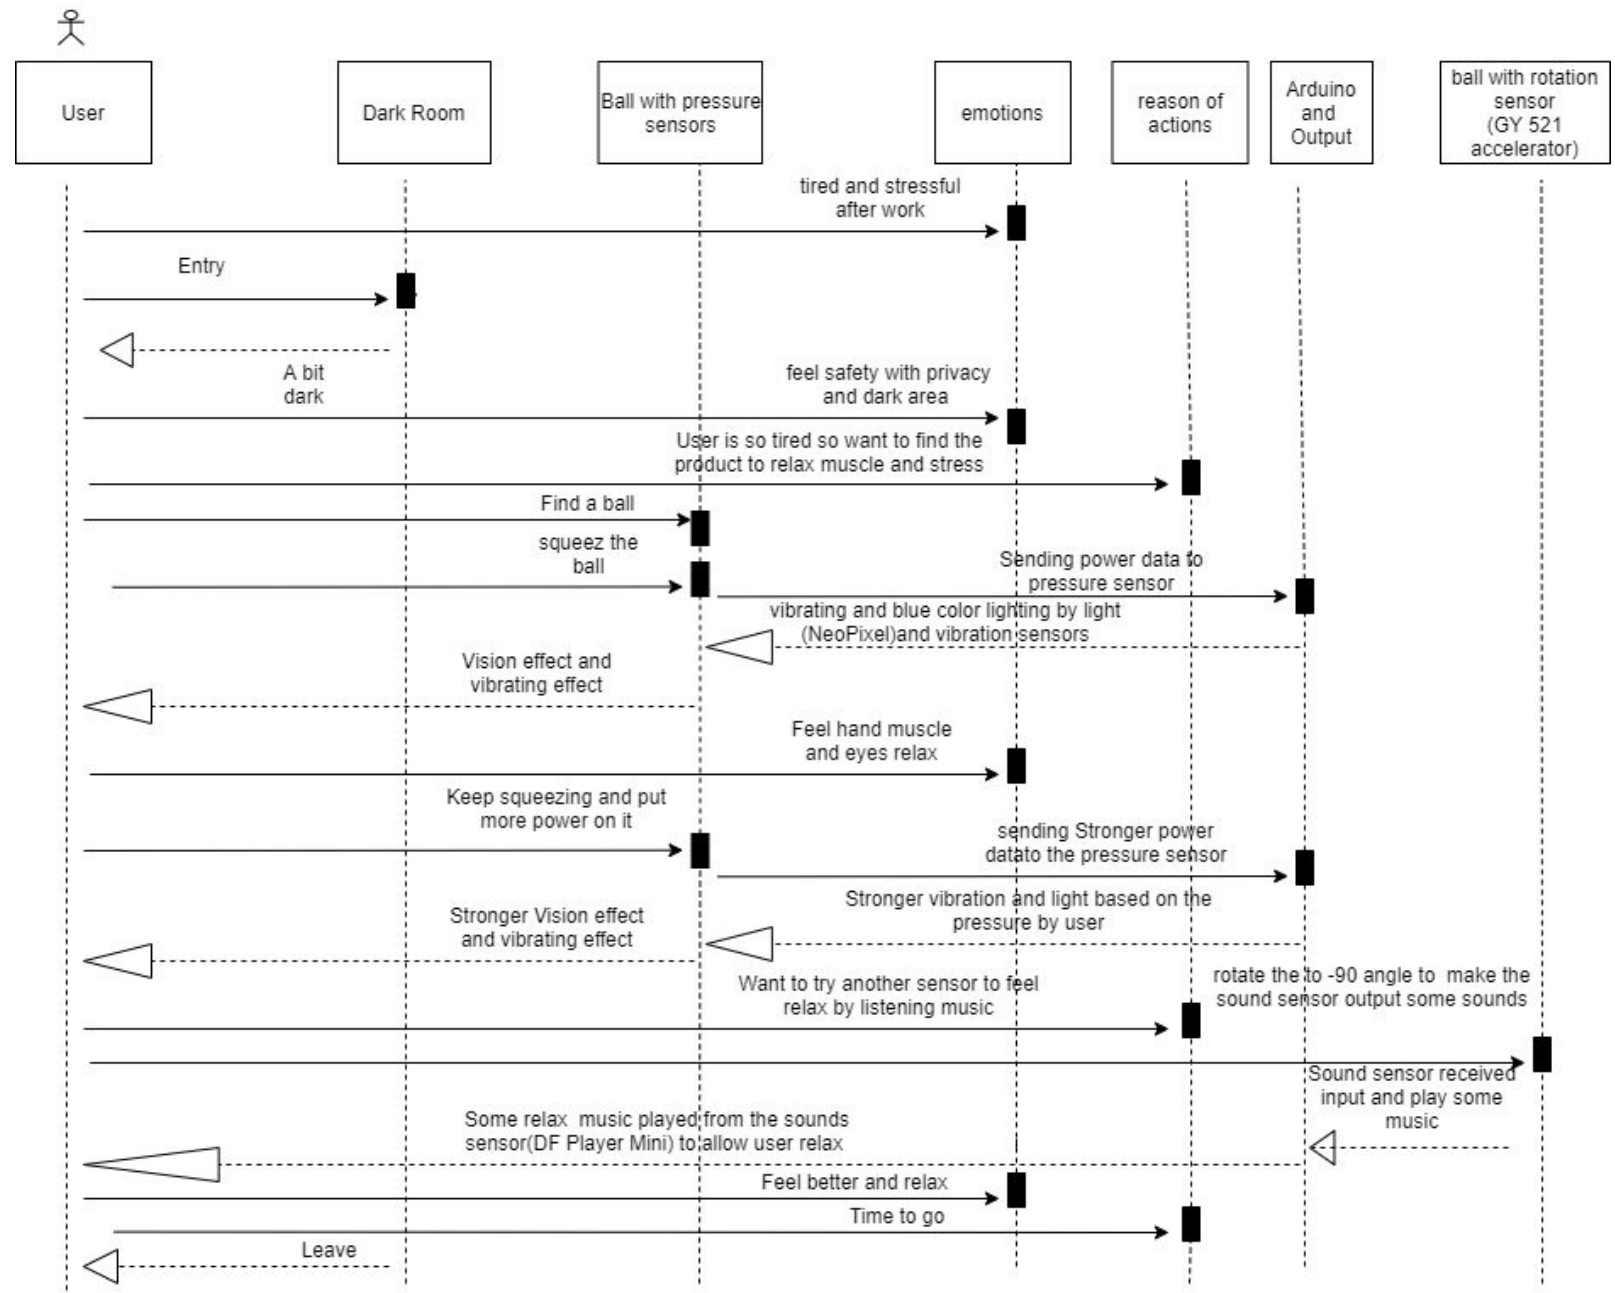 User
Dark Room
Ball with pressure
sensors
emotions
reason of
actions
Arduino
and
Output
ball with rotation
sensor
(GY 521
accelerator)
tired and stressful
after work
Entry
A bit
dark
feel safety with privacy
and dark area
User is so tired so want to find the
product to relax muscle and stress
Find a ball
squeez the
ball
Sending power data to
pressure sensor
vibrating and blue color lighting by light
(NeoPixel)and vibration sensors
Vision effect and
vibrating effect
Feel hand muscle
and eyes relax
Keep squeezing and put
more power on it
sending Stronger power
datato the pressure sensor
Stronger vibration and light based on the
pressure by user
Stronger Vision effect
and vibrating effect
Want to try another sensor to feel
relax by listening music
rotate the to -90 angle to make the
sound sensor output some sounds
Sound sensor received
input and play some
music
Some relax music played from the sounds
sensor(DF Player Mini) to allow user relax
Feel better and relax
Time to go
Leave